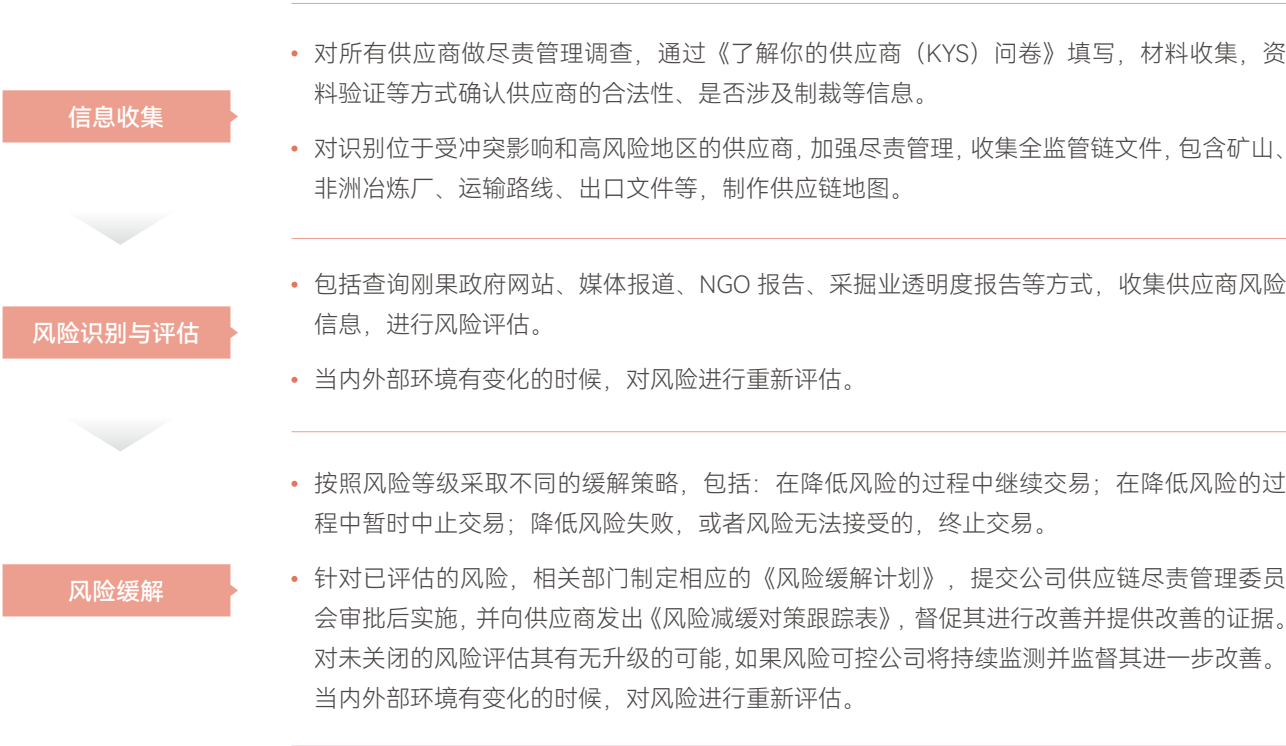 信息收集
• 对所有供应商做尽责管理调查，通过《了解你的供应商（KYS）问卷》填写，材料收集，资
料验证等方式确认供应商的合法性、是否涉及制裁等信息。
• 对识别位于受冲突影响和高风险地区的供应商，加强尽责管理，收集全监管链文件，包含矿山、
非洲冶炼厂、运输路线、出口文件等，制作供应链地图。
风险识别与评估
• 包括查询刚果政府网站、媒体报道、NGO 报告、采掘业透明度报告等方式，收集供应商风险
信息，进行风险评估。
• 当内外部环境有变化的时候，对风险进行重新评估。
风险缓解
• 按照风险等级采取不同的缓解策略，包括：在降低风险的过程中继续交易；在降低风险的过
程中暂时中止交易；降低风险失败，或者风险无法接受的，终止交易。
• 针对已评估的风险，相关部门制定相应的《风险缓解计划》，提交公司供应链尽责管理委员
会审批后实施，并向供应商发出《风险减缓对策跟踪表》，督促其进行改善并提供改善的证据。
对未关闭的风险评估其有无升级的可能，如果风险可控公司将持续监测并监督其进一步改善。
当内外部环境有变化的时候，对风险进行重新评估。